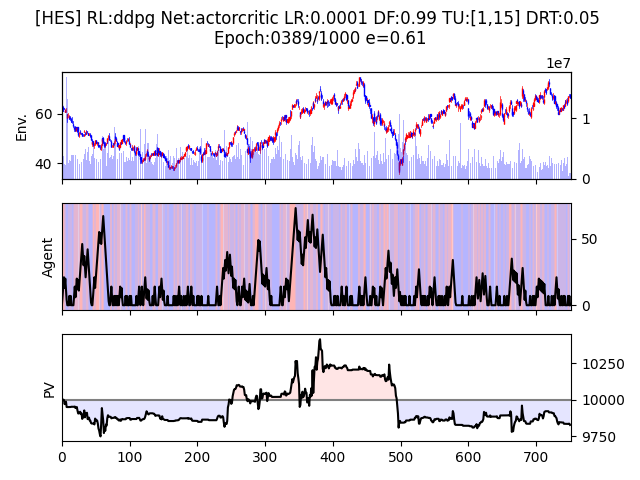 [HES] RL:ddpg Net:actorcritic LR:0.0001 DF:0.99 TU:[1,15] DRT:0.05
Epoch:0389/1000 e=0.61
1e7
Env.
60
40
1
0
Agent
50
0
PV
10250
10000
9750
0 100 200 300 400 500 600 700